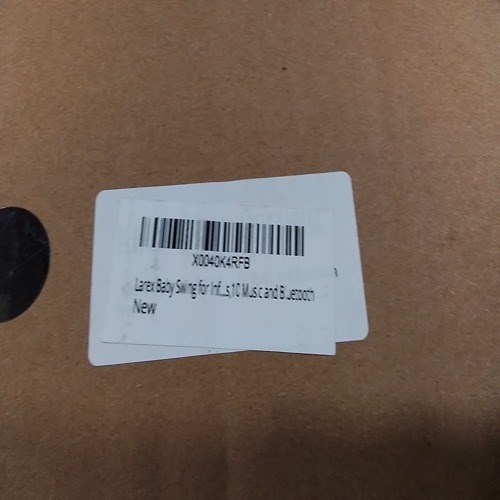 X0040K4RFB
Larex Baby Swing for Inf...s,10 Music and Bluetooth
New